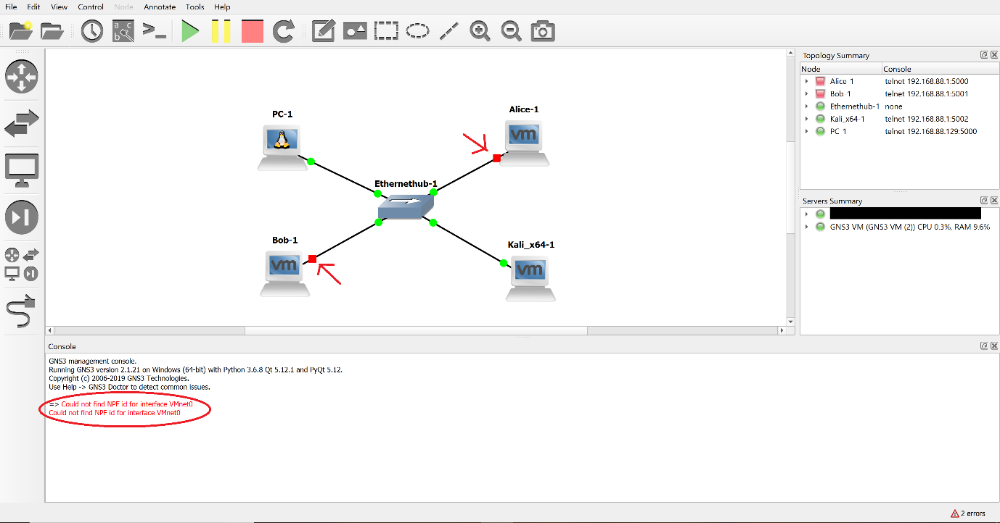 File Edit View Control Node Annotate Tools Help
a c
b
PC-1
Alice-1
vm
Ethernethub-1
Bob-1
vm
Kali_x64-1
vm
Topology Summary
Node Console
Alice-1 telnet 192.168.88.1:5000
Bob-1 telnet 192.168.88.1:5001
Ethernethub-1 none
Kali_x64-1 telnet 192.168.88.1:5002
PC-1 telnet 192.168.88.129:5000
Servers Summary
GNS3 VM (GNS3 VM (2)) CPU 0.3%, RAM 9.6%
Console
GNS3 management console.
Running GNS3 version 2.1.21 on Windows (64-bit) with Python 3.6.8 Qt 5.12.1 and PyQt 5.12.
Copyright (c) 2006-2019 GNS3 Technologies.
Use Help -> GNS3 Doctor to detect common issues.
=> Could not find NPF id for interface VMnet0
Could not find NPF id for interface VMnet0
2 errors